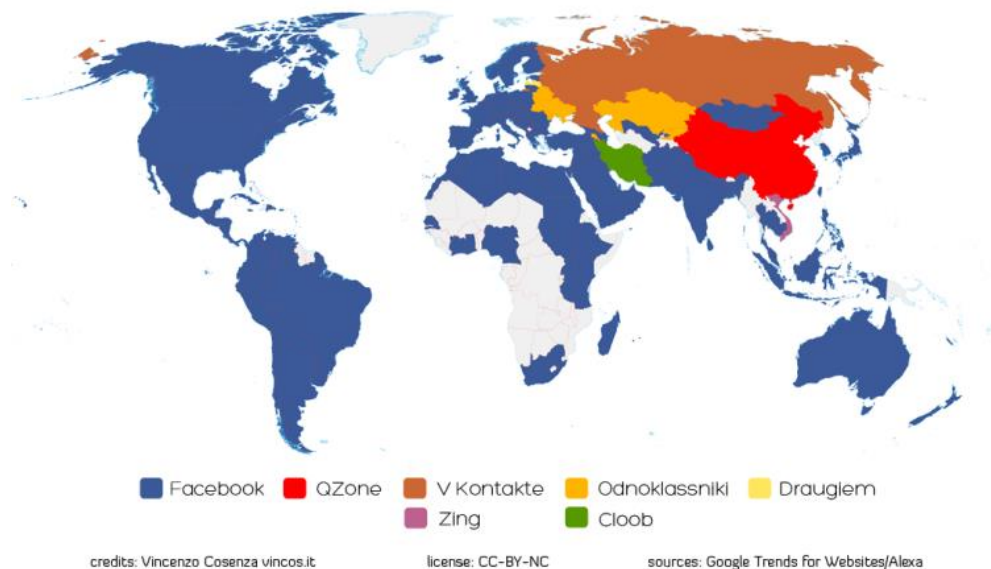 Facebook QZone V Kontakte Odnoklassniki Draugiem
Zing Cloob
credits: Vincenzo Cosenza vincos.it license: CC-BY-NC sources: Google Trends for Websites/Alexa